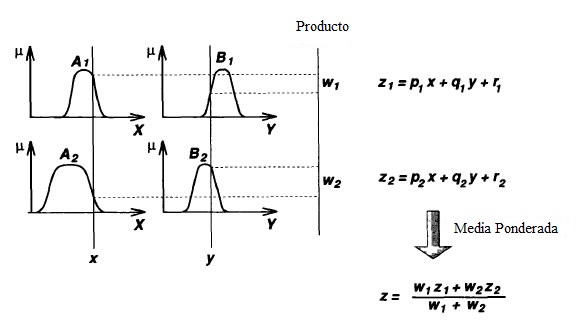 Producto
μ A₁ X
μ B₁ Y
w₁
z₁ = p₁ x + q₁ y + r₁
μ A₂ X
μ B₂ Y
w₂
z₂ = p₂ x + q₂ y + r₂
x
y
Media Ponderada
z = w₁ z₁ + w₂ z₂
w₁ + w₂